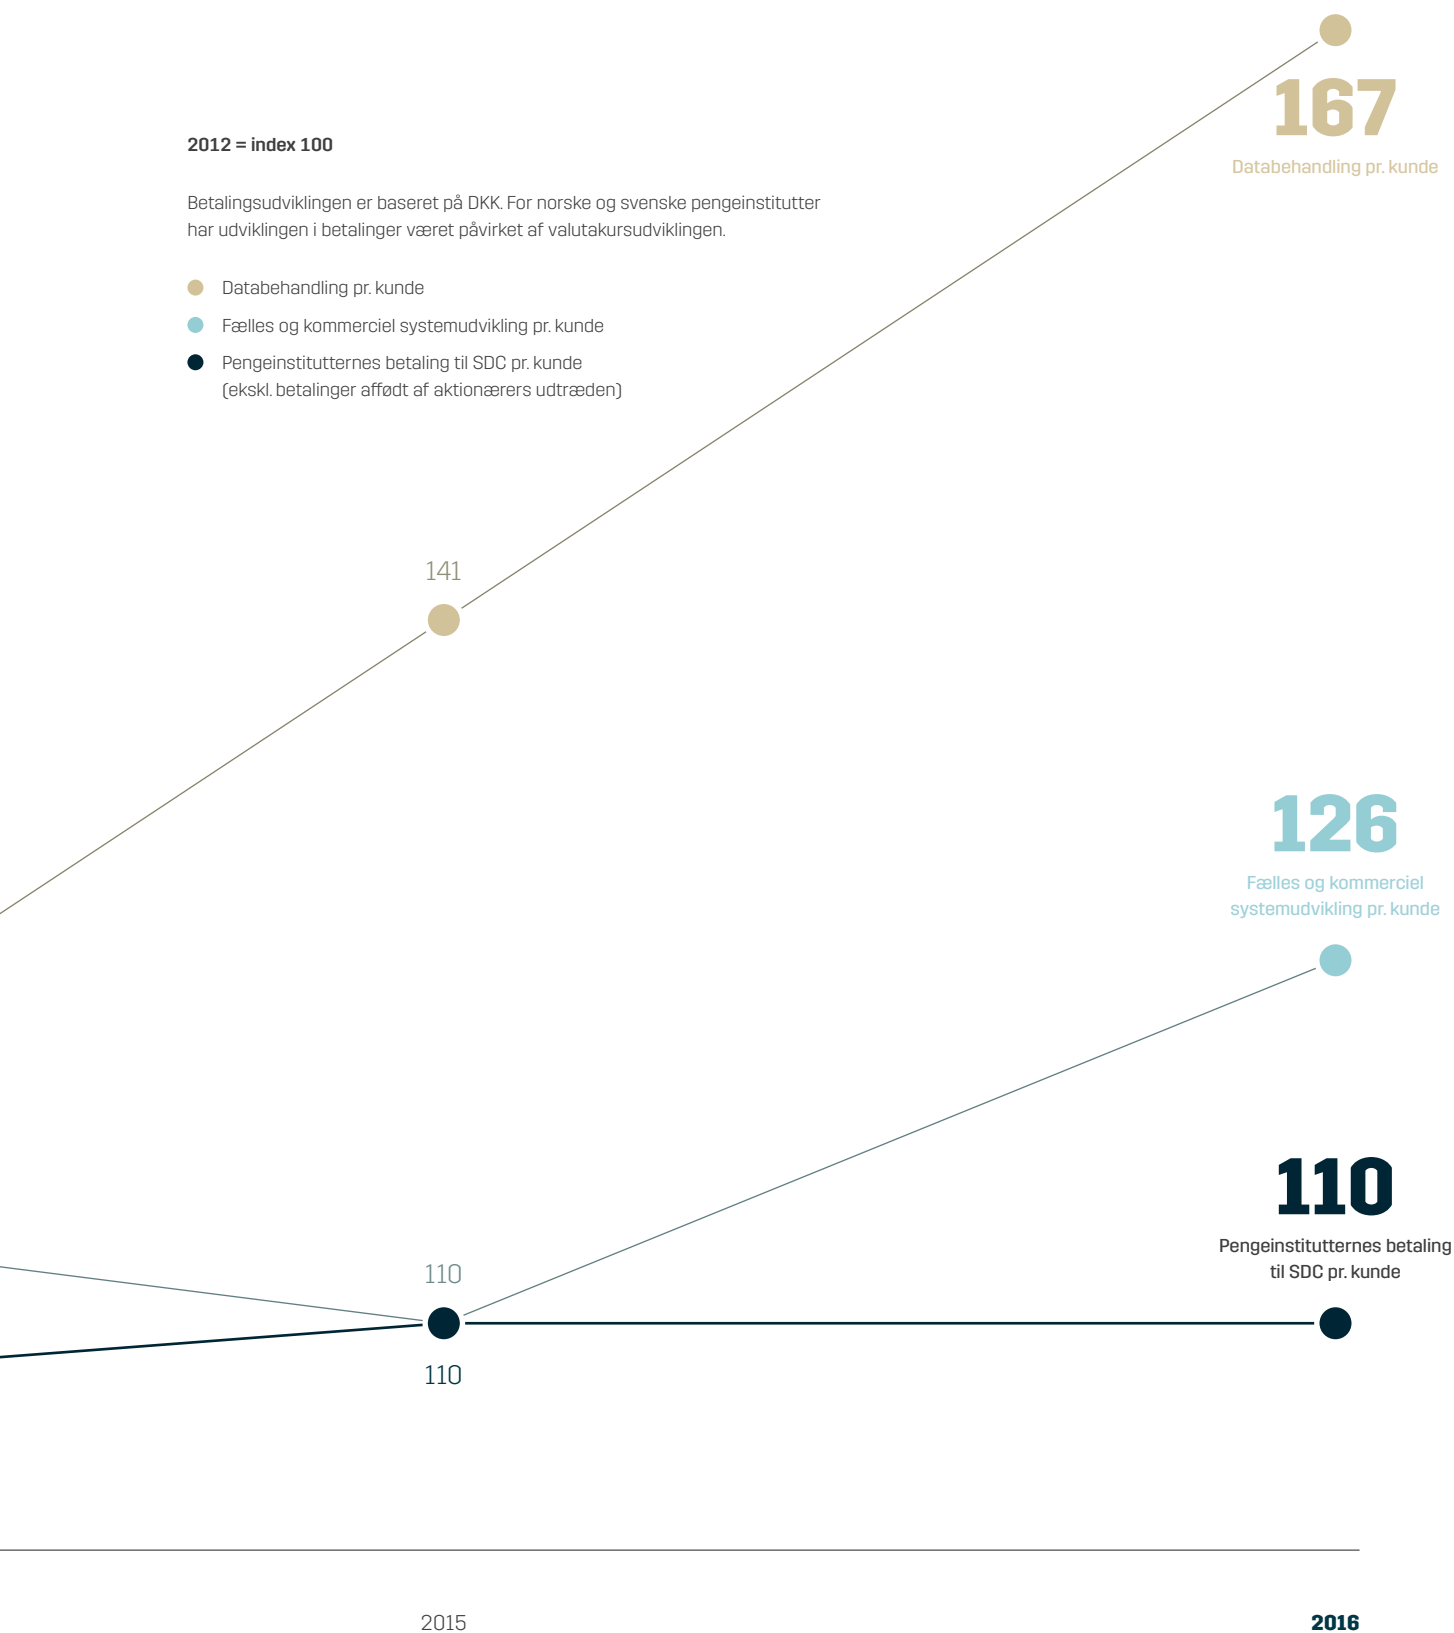 167
Databehandling pr. kunde
2012 = index 100
Betalingsudviklingen er baseret på DKK. For norske og svenske pengeinstitutter
har udviklingen i betalinger været påvirket af valutakursudviklingen.
Databehandling pr. kunde
Fælles og kommerciel systemudvikling pr. kunde
Pengeinstitutternes betaling til SDC pr. kunde
(ekskl. betalinger affødt af aktionærers udtræden)
141
126
Fælles og kommerciel
systemudvikling pr. kunde
110
Pengeinstitutternes betaling
til SDC pr. kunde
110
110
2015
2016